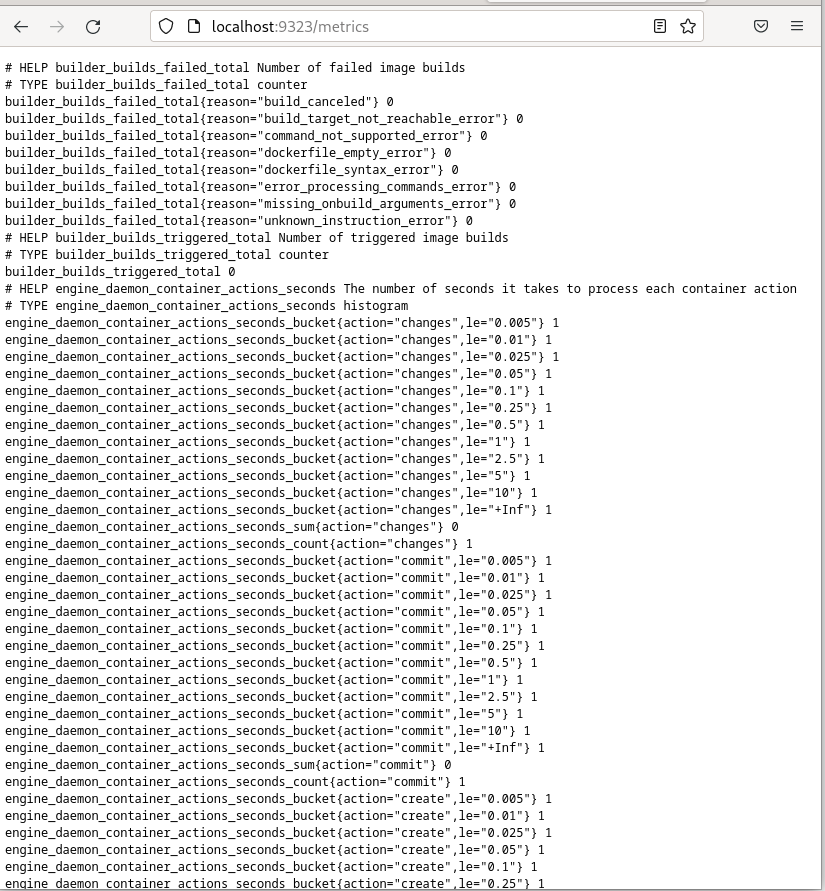 localhost:9323/metrics
# HELP builder_builds_failed_total Number of failed image builds
# TYPE builder_builds_failed_total counter
builder_builds_failed_total{reason="build_canceled"} 0
builder_builds_failed_total{reason="build_target_not_reachable_error"} 0
builder_builds_failed_total{reason="command_not_supported_error"} 0
builder_builds_failed_total{reason="dockerfile_empty_error"} 0
builder_builds_failed_total{reason="dockerfile_syntax_error"} 0
builder_builds_failed_total{reason="error_processing_commands_error"} 0
builder_builds_failed_total{reason="missing_onbuild_arguments_error"} 0
builder_builds_failed_total{reason="unknown_instruction_error"} 0
# HELP builder_builds_triggered_total Number of triggered image builds
# TYPE builder_builds_triggered_total counter
builder_builds_triggered_total 0
# HELP engine_daemon_container_actions_seconds The number of seconds it takes to process each container action
# TYPE engine_daemon_container_actions_seconds histogram
engine_daemon_container_actions_seconds_bucket{action="changes",le="0.005"} 1
engine_daemon_container_actions_seconds_bucket{action="changes",le="0.01"} 1
engine_daemon_container_actions_seconds_bucket{action="changes",le="0.025"} 1
engine_daemon_container_actions_seconds_bucket{action="changes",le="0.05"} 1
engine_daemon_container_actions_seconds_bucket{action="changes",le="0.1"} 1
engine_daemon_container_actions_seconds_bucket{action="changes",le="0.25"} 1
engine_daemon_container_actions_seconds_bucket{action="changes",le="0.5"} 1
engine_daemon_container_actions_seconds_bucket{action="changes",le="1"} 1
engine_daemon_container_actions_seconds_bucket{action="changes",le="2.5"} 1
engine_daemon_container_actions_seconds_bucket{action="changes",le="5"} 1
engine_daemon_container_actions_seconds_bucket{action="changes",le="10"} 1
engine_daemon_container_actions_seconds_bucket{action="changes",le="+Inf"} 1
engine_daemon_container_actions_seconds_sum{action="changes"} 0
engine_daemon_container_actions_seconds_count{action="changes"} 1
engine_daemon_container_actions_seconds_bucket{action="commit",le="0.005"} 1
engine_daemon_container_actions_seconds_bucket{action="commit",le="0.01"} 1
engine_daemon_container_actions_seconds_bucket{action="commit",le="0.025"} 1
engine_daemon_container_actions_seconds_bucket{action="commit",le="0.05"} 1
engine_daemon_container_actions_seconds_bucket{action="commit",le="0.1"} 1
engine_daemon_container_actions_seconds_bucket{action="commit",le="0.25"} 1
engine_daemon_container_actions_seconds_bucket{action="commit",le="0.5"} 1
engine_daemon_container_actions_seconds_bucket{action="commit",le="1"} 1
engine_daemon_container_actions_seconds_bucket{action="commit",le="2.5"} 1
engine_daemon_container_actions_seconds_bucket{action="commit",le="5"} 1
engine_daemon_container_actions_seconds_bucket{action="commit",le="10"} 1
engine_daemon_container_actions_seconds_bucket{action="commit",le="+Inf"} 1
engine_daemon_container_actions_seconds_sum{action="commit"} 0
engine_daemon_container_actions_seconds_count{action="commit"} 1
engine_daemon_container_actions_seconds_bucket{action="create",le="0.005"} 1
engine_daemon_container_actions_seconds_bucket{action="create",le="0.01"} 1
engine_daemon_container_actions_seconds_bucket{action="create",le="0.025"} 1
engine_daemon_container_actions_seconds_bucket{action="create",le="0.05"} 1
engine_daemon_container_actions_seconds_bucket{action="create",le="0.1"} 1
engine_daemon_container_actions_seconds_bucket{action="create",le="0.25"} 1